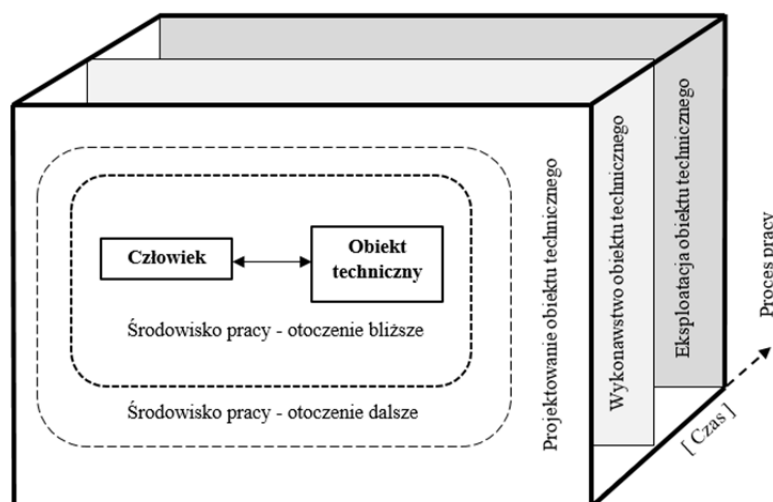 Człowiek
Obiekt
techniczny
Środowisko pracy - otoczenie bliższe
Środowisko pracy - otoczenie dalsze
Projektowanie obiektu technicznego
Wykonawstwo obiektu technicznego
Eksploatacja obiektu technicznego
Proces pracy
[ Czas ]